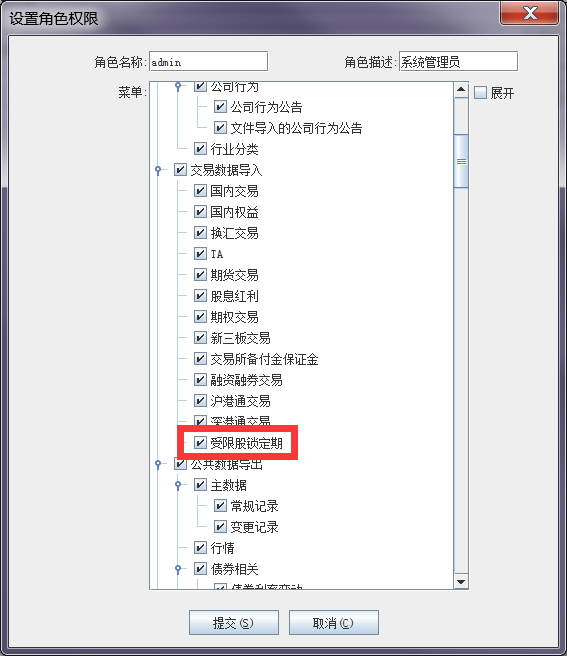 设置角色权限
角色名称: admin 角色描述: 系统管理员
菜单: 公司行为 展开
公司行为公告
文件导入的公司行为公告
行业分类
交易数据导入
国内交易
国内权益
换汇交易
TA
期货交易
股息红利
期权交易
新三板交易
交易所备付金保证金
融资融券交易
沪港通交易
深港通交易
受限股锁定期
公共数据导出
主数据
常规记录
变更记录
行情
债券相关
债券利率变动
提交(S) 取消(C)